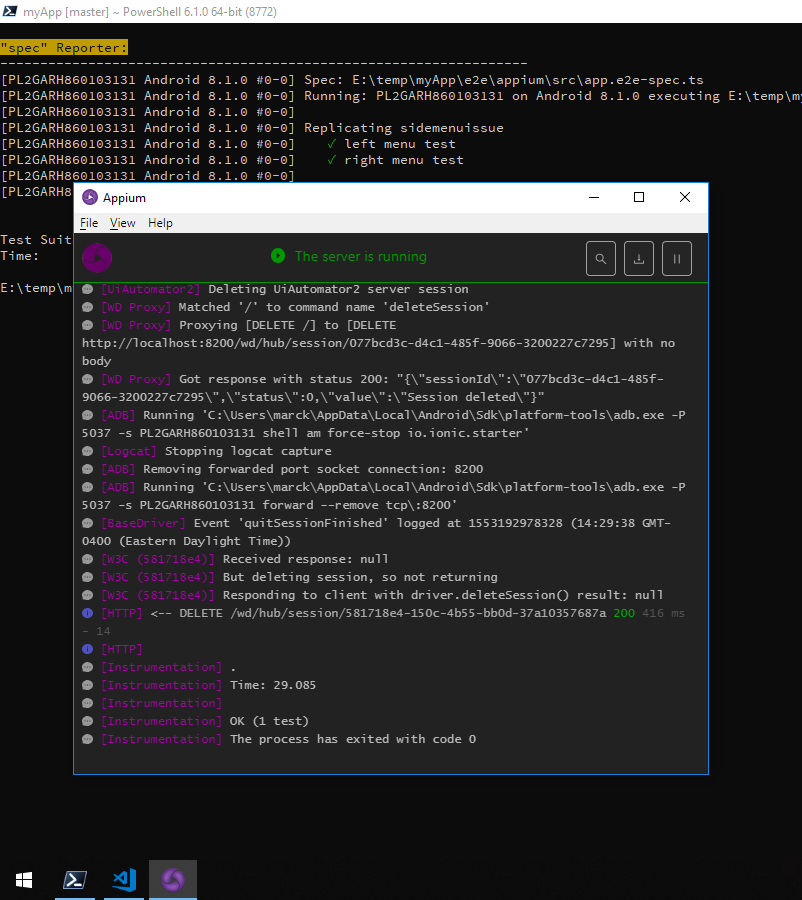 myApp [master] ~ PowerShell 6.1.0 64-bit (8772)
"spec" Reporter:
------------------------------------------------------------------
[PL2GARH860103131 Android 8.1.0 #0-0] Spec: E:\temp\myApp\e2e\appium\src\app.e2e-spec.ts
[PL2GARH860103131 Android 8.1.0 #0-0] Running: PL2GARH860103131 on Android 8.1.0 executing E:\temp\my
[PL2GARH860103131 Android 8.1.0 #0-0]
[PL2GARH860103131 Android 8.1.0 #0-0] Replicating sidemenuissue
[PL2GARH860103131 Android 8.1.0 #0-0] ✓ left menu test
[PL2GARH860103131 Android 8.1.0 #0-0] ✓ right menu test
[PL2GARH860103131 Android 8.1.0 #0-0]
[PL2GARH8
Test Suit
Time:
E:\temp\m
Appium
File View Help
The server is running
[UiAutomator2] Deleting UiAutomator2 server session
[WD Proxy] Matched '/' to command name 'deleteSession'
[WD Proxy] Proxying [DELETE /] to [DELETE
http://localhost:8200/wd/hub/session/077bcd3c-d4c1-485f-9066-3200227c7295] with no
body
[WD Proxy] Got response with status 200: "{\"sessionId\":\"077bcd3c-d4c1-485f-
9066-3200227c7295\",\"status\":0,\"value\":\"Session deleted\"}"
[ADB] Running 'C:\Users\marck\AppData\Local\Android\Sdk\platform-tools\adb.exe -P
5037 -s PL2GARH860103131 shell am force-stop io.ionic.starter'
[Logcat] Stopping logcat capture
[ADB] Removing forwarded port socket connection: 8200
[ADB] Running 'C:\Users\marck\AppData\Local\Android\Sdk\platform-tools\adb.exe -P
5037 -s PL2GARH860103131 forward --remove tcp\:8200'
[BaseDriver] Event 'quitSessionFinished' logged at 1553192978328 (14:29:38 GMT-
0400 (Eastern Daylight Time))
[W3C (581718e4)] Received response: null
[W3C (581718e4)] But deleting session, so not returning
[W3C (581718e4)] Responding to client with driver.deleteSession() result: null
[HTTP] <-- DELETE /wd/hub/session/581718e4-150c-4b55-bb0d-37a10357687a 200 416 ms
- 14
[HTTP]
[Instrumentation] .
[Instrumentation] Time: 29.085
[Instrumentation]
[Instrumentation] OK (1 test)
[Instrumentation] The process has exited with code 0